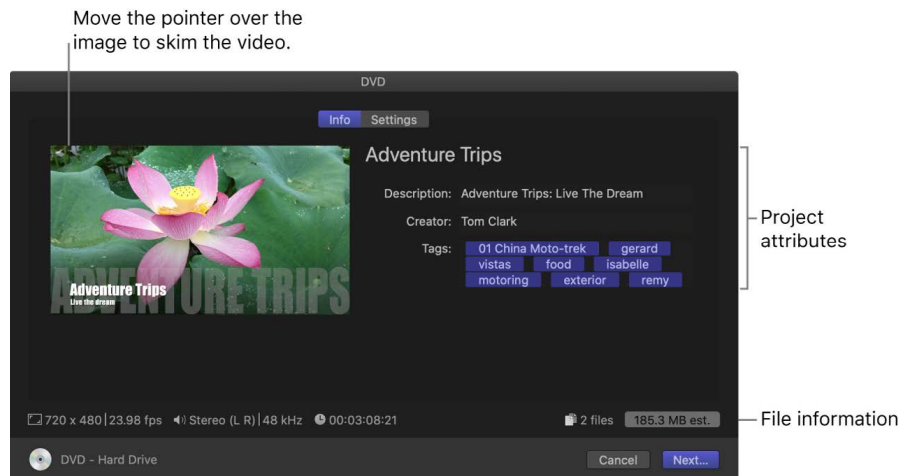 Move the pointer over the
image to skim the video.
DVD
Info Settings
Adventure Trips
Description: Adventure Trips: Live The Dream
Creator: Tom Clark
Tags: 01 China Moto-trek gerard
vistas food isabelle
motoring exterior remy
Project
attributes
ADVENTURE TRIPS
Adventure Trips
Live the dream
720 x 480 | 23.98 fps Stereo (L R) | 48 kHz 00:03:08:21 2 files 185.3 MB est.
File information
DVD - Hard Drive Cancel Next...